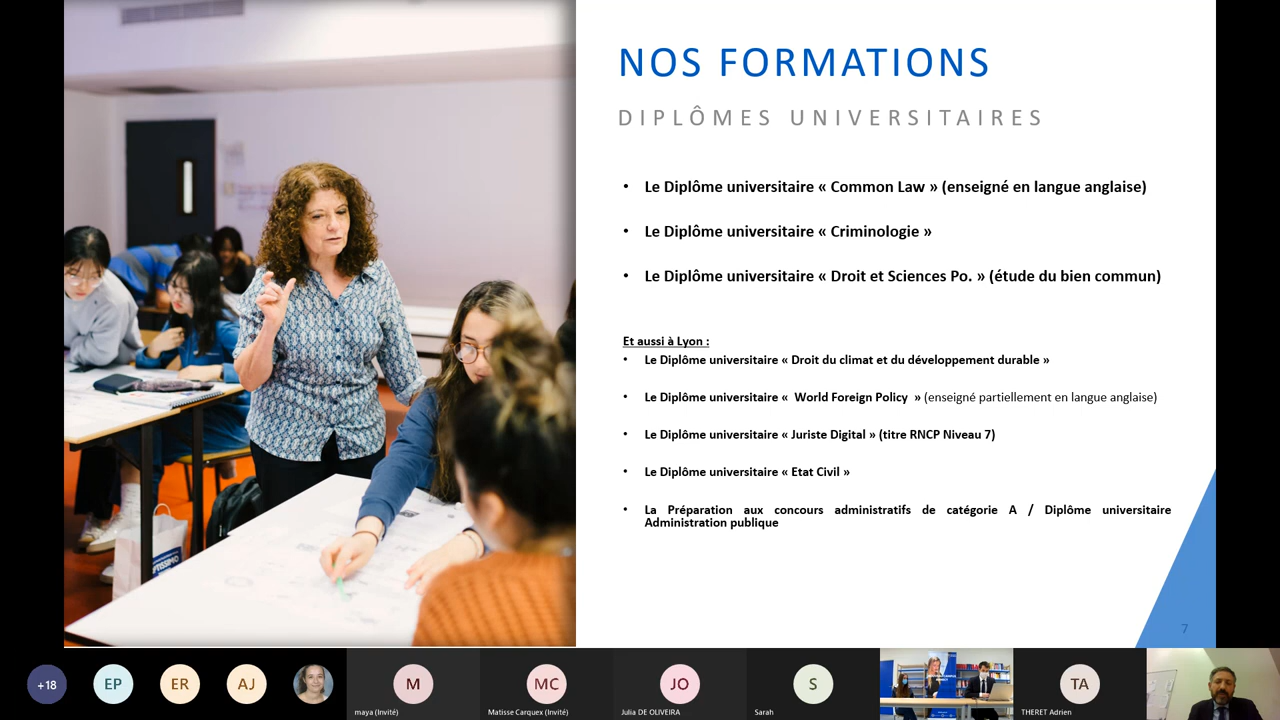 NOS FORMATIONS
DIPLÔMES UNIVERSITAIRES
• Le Diplôme universitaire « Common Law » (enseigné en langue anglaise)
• Le Diplôme universitaire « Criminologie »
• Le Diplôme universitaire « Droit et Sciences Po. » (étude du bien commun)
Et aussi à Lyon :
• Le Diplôme universitaire « Droit du climat et du développement durable »
• Le Diplôme universitaire « World Foreign Policy » (enseigné partiellement en langue anglaise)
• Le Diplôme universitaire « Juriste Digital » (titre RNCP Niveau 7)
• Le Diplôme universitaire « Etat Civil »
• La Préparation aux concours administratifs de catégorie A / Diplôme universitaire
Administration publique
7
+18
EP
ER
AJ
M
maya (Invité)
MC
Matisse Carquex (Invité)
JO
Julia DE OLIVEIRA
S
Sarah
TA
THERET Adrien